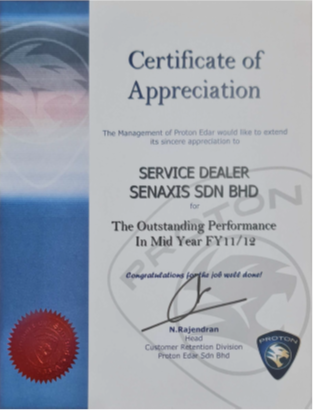 Certificate of
Appreciation
The Management of Proton Edar would like to extend
its sincere appreciation to
SERVICE DEALER
SENAXIS SDN BHD
for
The Outstanding Performance
In Mid Year FY11/12
Congratulations for the job well done!
N.Rajendran
Head
Customer Retention Division
Proton Edar Sdn Bhd
PROTON
PROTON